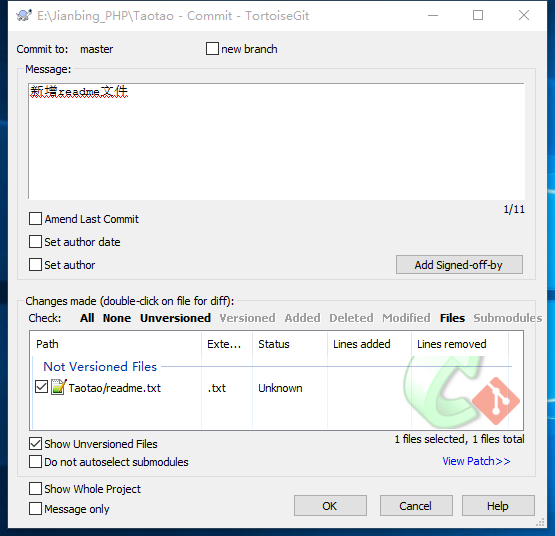 E:\Jianbing_PHP\Taotao - Commit - TortoiseGit
Commit to: master new branch
Message:
新增readme文件
1/11
Amend Last Commit
Set author date
Set author
Add Signed-off-by
Changes made (double-click on file for diff):
Check: All None Unversioned Versioned Added Deleted Modified Files Submodules
Path Exte... Status Lines added Lines removed
Not Versioned Files
Taotao/readme.txt .txt Unknown
Show Unversioned Files
1 files selected, 1 files total
Do not autoselect submodules
View Patch>>
Show Whole Project
Message only
OK Cancel Help